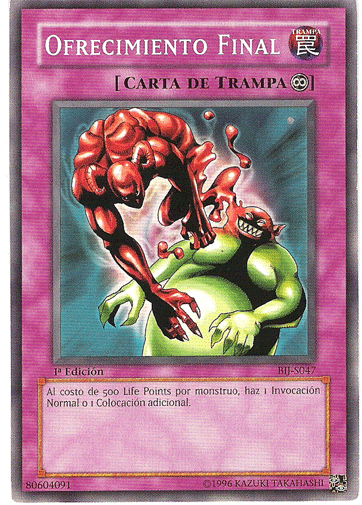 OFRECIMIENTO FINAL
TRAMPA
罠
[CARTA DE TRAMPA ♾]
1ª Edición
BIJ-S047
Al costo de 500 Life Points por monstruo, haz 1 Invocación
Normal o 1 Colocación adicional.
80604091
©1996 KAZUKI TAKAHASHI